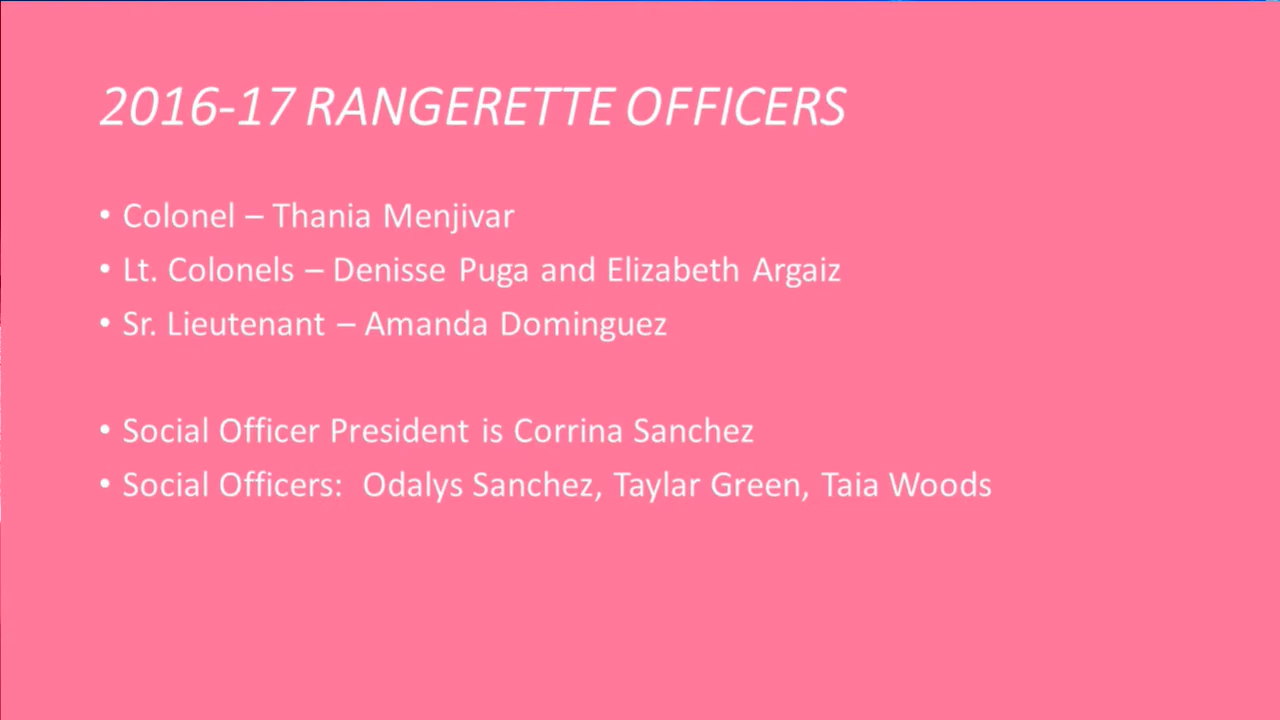 2016-17 RANGERETTE OFFICERS
• Colonel – Thania Menjivar
• Lt. Colonels – Denisse Puga and Elizabeth Argaiz
• Sr. Lieutenant – Amanda Dominguez
• Social Officer President is Corrina Sanchez
• Social Officers:  Odalys Sanchez, Taylar Green, Taia Woods